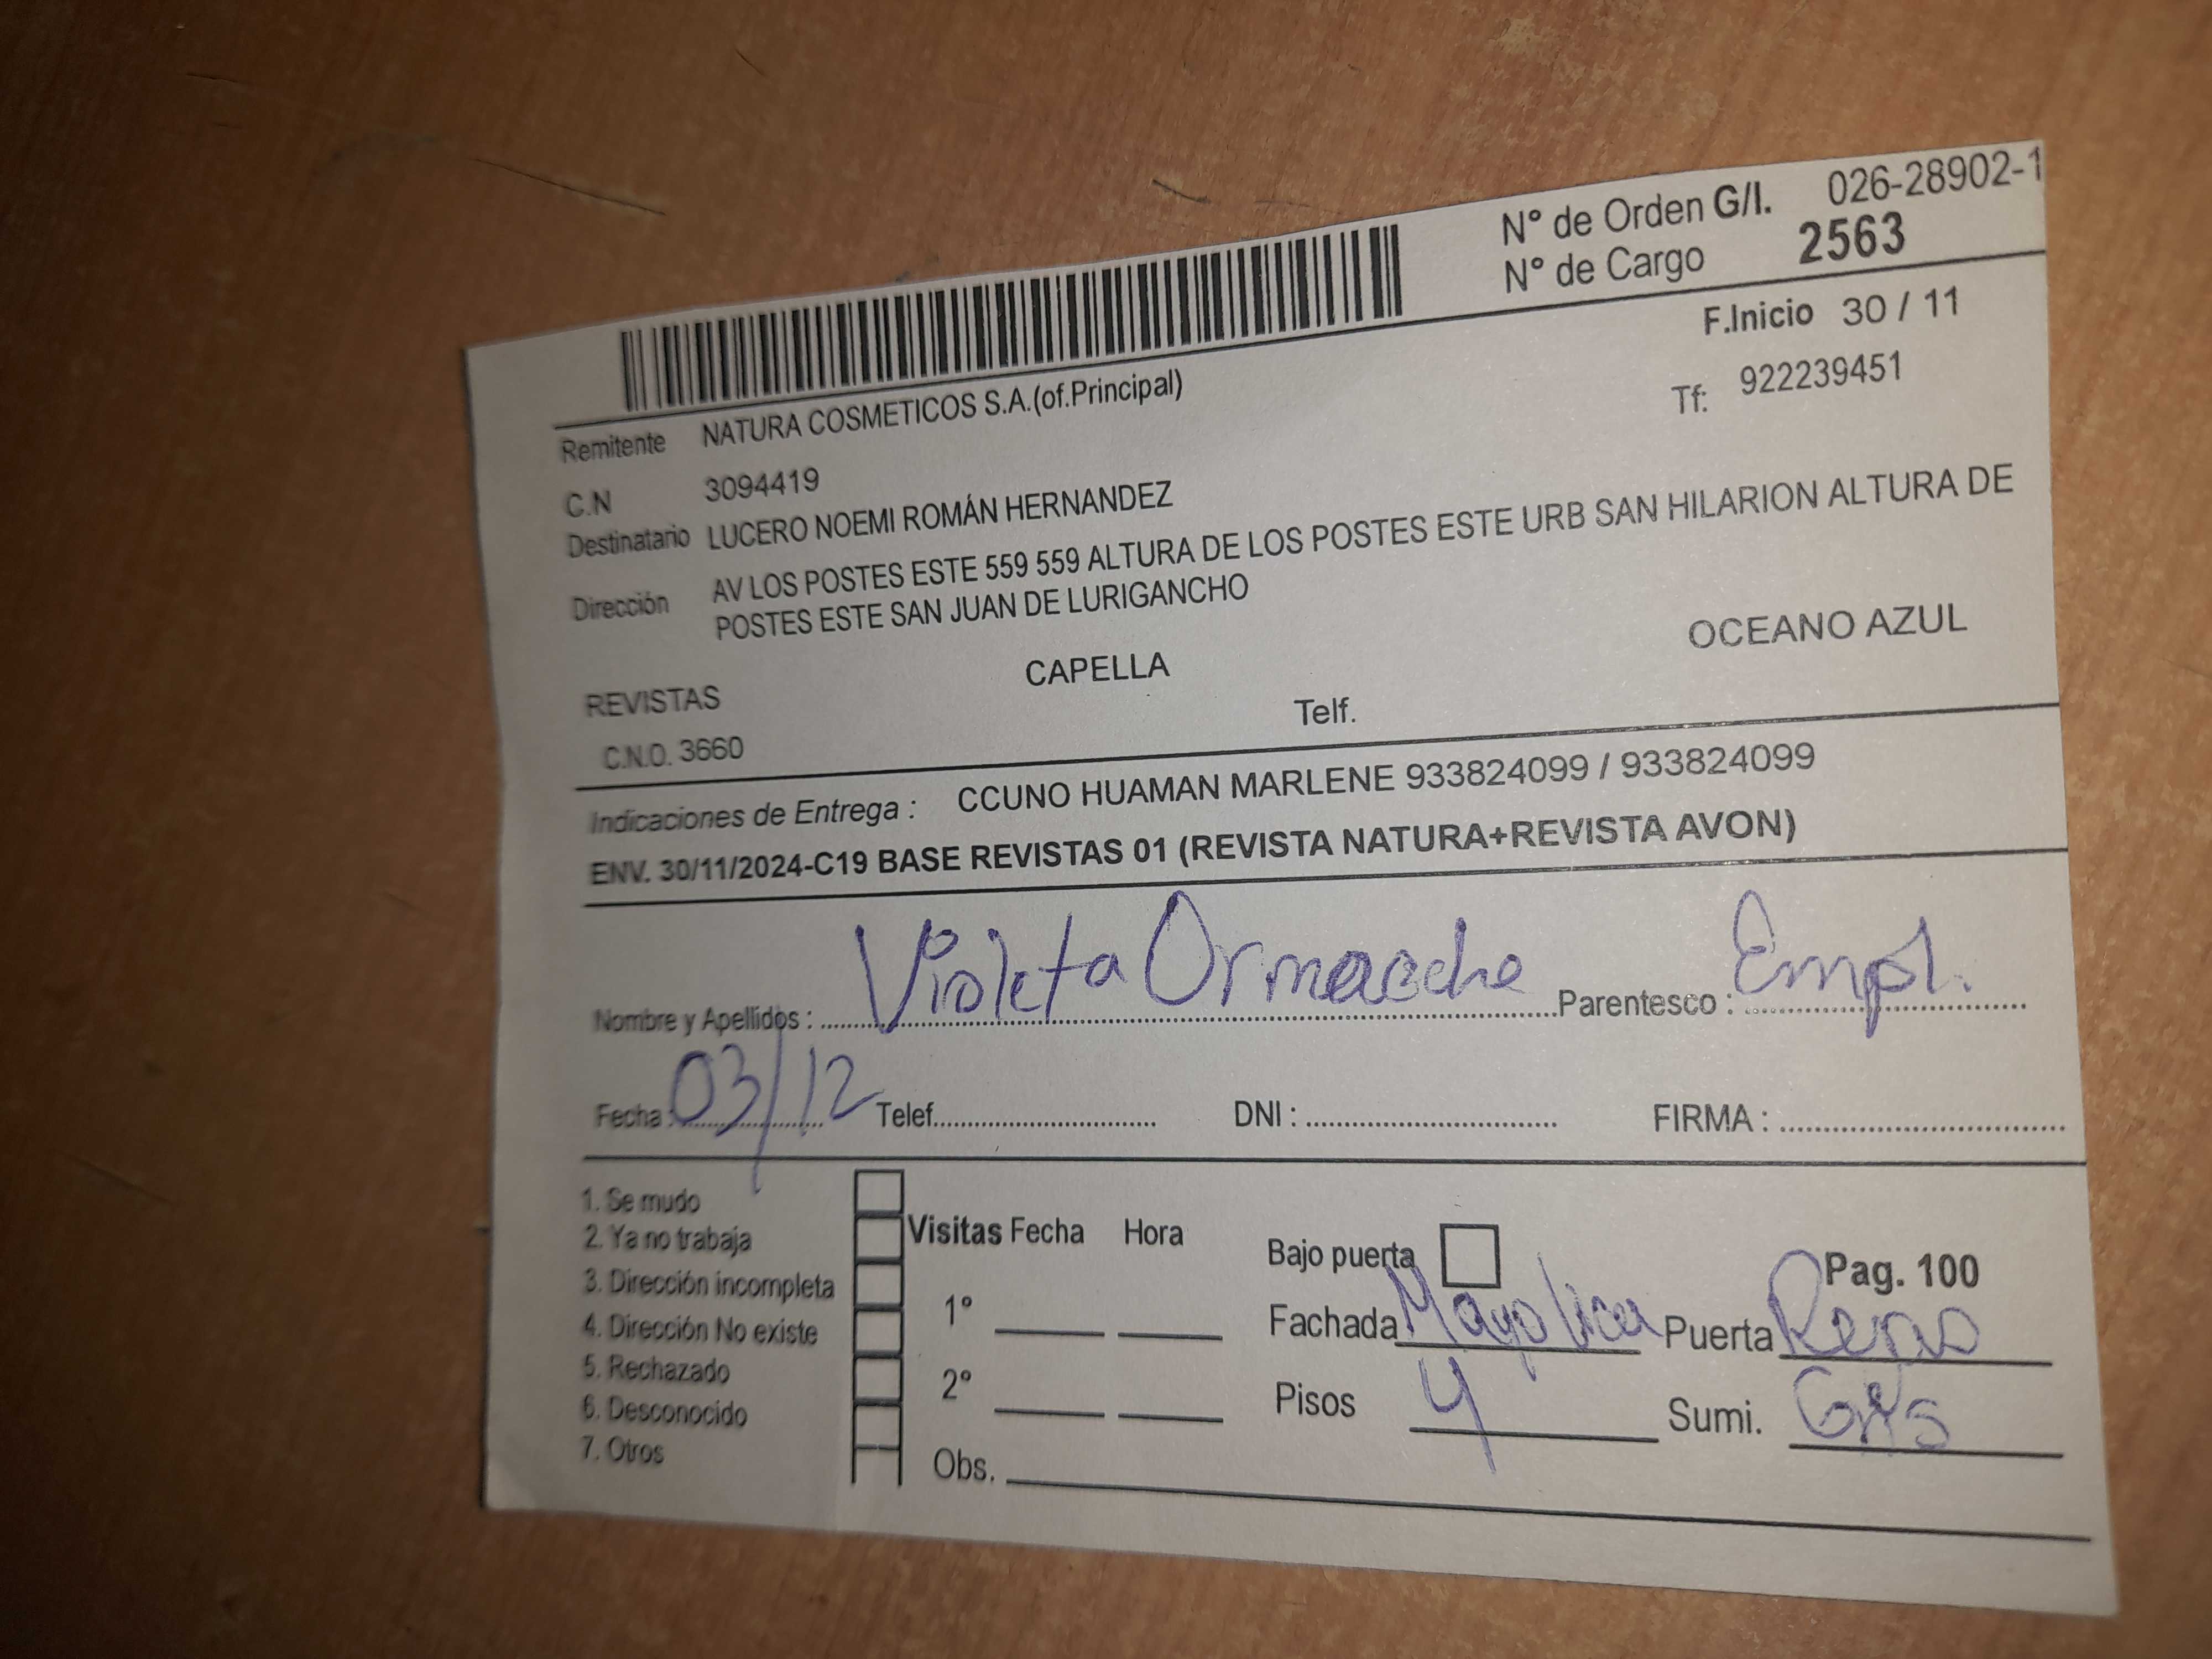 N° de Orden G/I. 026-28902-1
N° de Cargo 2563
F.Inicio 30 / 11
Remitente NATURA COSMETICOS S.A.(of.Principal)
Tf: 922239451
C.N 3094419
Destinatario LUCERO NOEMI ROMÁN HERNANDEZ
Dirección AV LOS POSTES ESTE 559 559 ALTURA DE LOS POSTES ESTE URB SAN HILARION ALTURA DE
POSTES ESTE SAN JUAN DE LURIGANCHO
REVISTAS CAPELLA OCEANO AZUL
C.N.O. 3660 Telf.
Indicaciones de Entrega : CCUNO HUAMAN MARLENE 933824099 / 933824099
ENV. 30/11/2024-C19 BASE REVISTAS 01 (REVISTA NATURA+REVISTA AVON)
Nombre y Apellidos : Violeta Parentesco : Empl.
Fecha : 03/12 Telef. DNI : FIRMA :
1. Se mudo
2. Ya no trabaja
3. Dirección incompleta
4. Dirección No existe
5. Rechazado
6. Desconocido
7. Otros
Visitas Fecha Hora
1°
2°
Obs.
Bajo puerta Pag. 100
Fachada Mayolica Puerta
Pisos 4 Sumi.